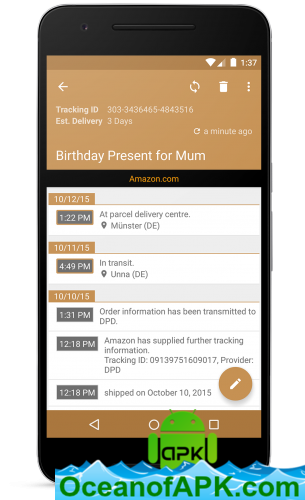 1:37
Tracking ID 303-3436465-4843516
Est. Delivery 3 Days
a minute ago
Birthday Present for Mum
Amazon.com
10/12/15
1:22 PM At parcel delivery centre.
Münster (DE)
10/11/15
4:49 PM In transit.
Unna (DE)
10/10/15
1:31 PM Order information has been transmitted to
DPD.
12:18 PM Amazon has supplied further tracking
information.
Tracking ID: 09139751609017, Provider:
DPD
12:18 PM shipped on October 10, 2015
apk
OceanofAPK.com